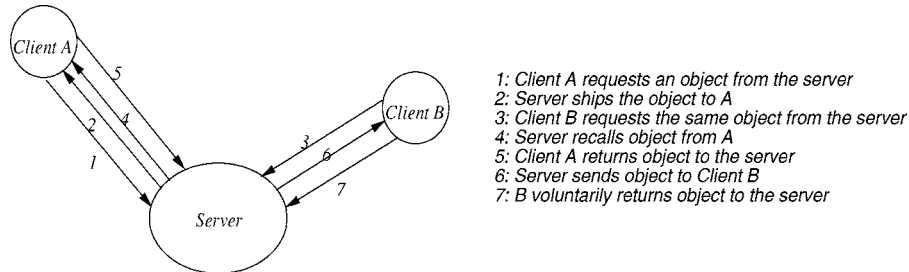 Client A
5
2
4
1
Client B
3
6
7
Server
1: Client A requests an object from the server
2: Server ships the object to A
3: Client B requests the same object from the server
4: Server recalls object from A
5: Client A returns object to the server
6: Server sends object to Client B
7: B voluntarily returns object to the server